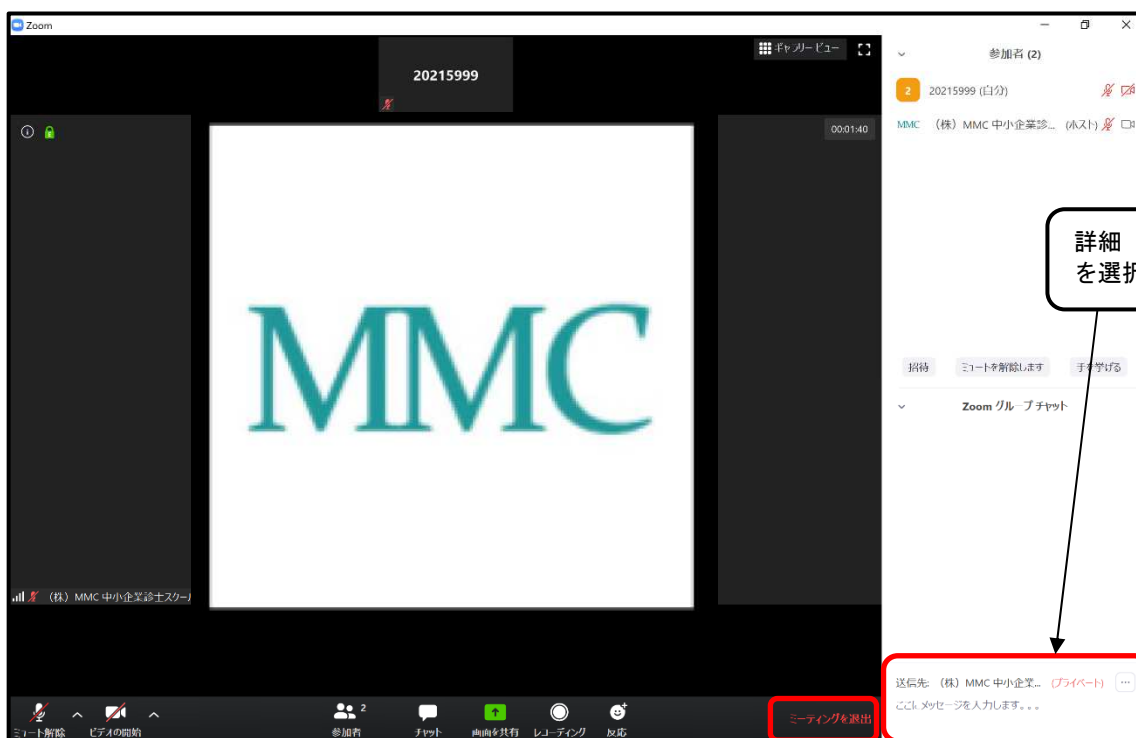 Zoom
20215999
ギャラリービュー
00:01:40
MMC
（株）MMC 中小企業診士スクール
ミュート解除
ビデオの開始
参加者
2
チャット
画面を共有
レコーディング
反応
ミーティングを退出
参加者 (2)
2 20215999 (自分)
MMC （株）MMC 中小企業診... (ホスト)
詳細
を選択
招待 ミュートを解除します 手を挙げる
Zoom グループ チャット
送信先: （株）MMC 中小企業... (プライベート) ...
ここにメッセージを入力します。。。